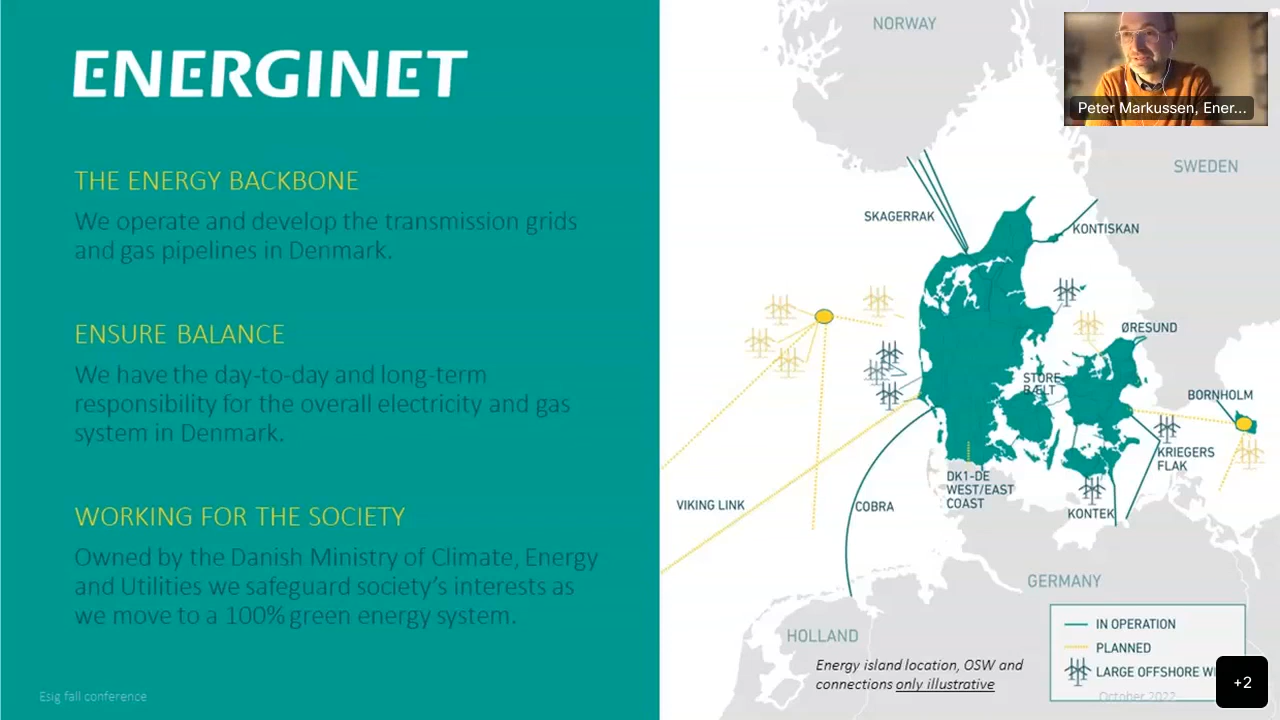 ENERGINET
THE ENERGY BACKBONE
We operate and develop the transmission grids
and gas pipelines in Denmark.
ENSURE BALANCE
We have the day-to-day and long-term
responsibility for the overall electricity and gas
system in Denmark.
WORKING FOR THE SOCIETY
Owned by the Danish Ministry of Climate, Energy
and Utilities we safeguard society's interests as
we move to a 100% green energy system.
Esig fall conference
NORWAY
Peter Markussen, Ener...
SWEDEN
SKAGERRAK
KONTISKAN
ØRESUND
STORE
BÆLT
BORNHOLM
KRIEGERS
FLAK
DK1-DE
WEST/EAST
COAST
VIKING LINK
COBRA
KONTEK
GERMANY
HOLLAND
IN OPERATION
PLANNED
LARGE OFFSHORE
Energy island location, OSW and
connections only illustrative
October 2022
+2